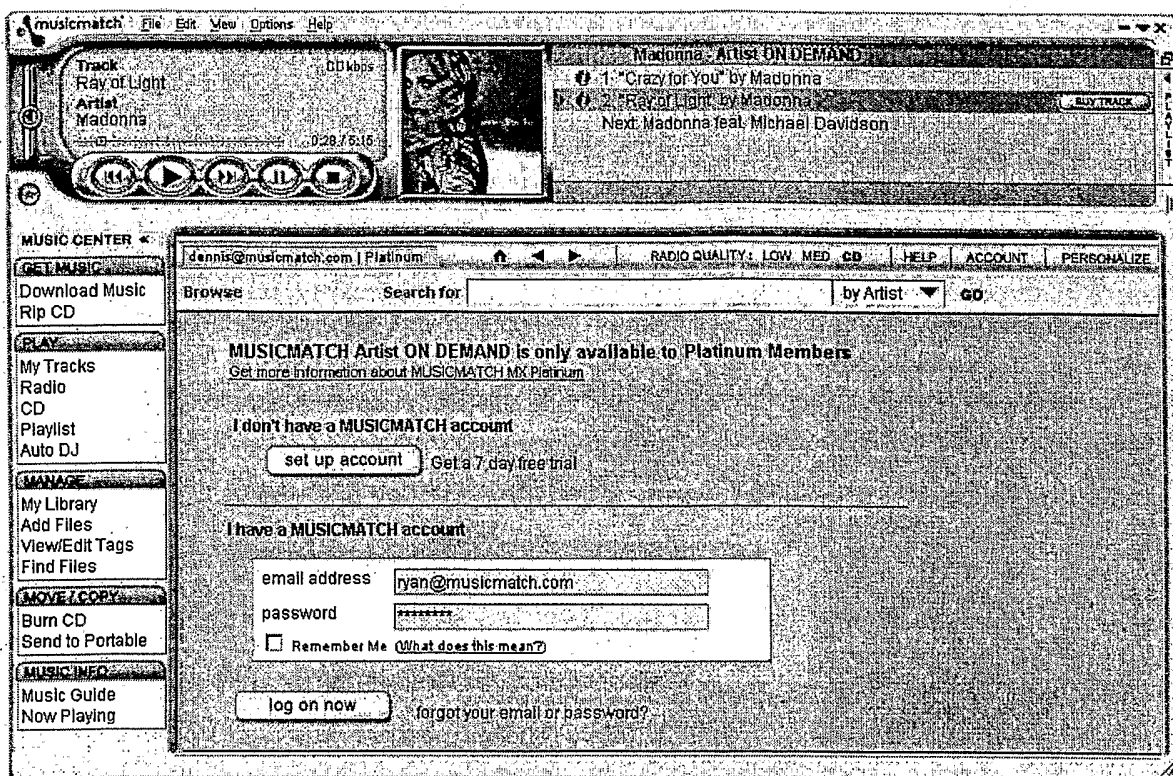 musicmatch File Edit View Options Help
Track
Ray of Light
Artist
Madonna
0:28 / 5:15
Madonna - Artist ON DEMAND
1. "Crazy for You" by Madonna
2. "Ray of Light" by Madonna BUY TRACK
Next: Madonna feat. Michael Davidson
MUSIC CENTER «
GET MUSIC
Download Music
Rip CD
PLAY
My Tracks
Radio
CD
Playlist
Auto DJ
MANAGE
My Library
Add Files
View/Edit Tags
Find Files
MOVE / COPY
Burn CD
Send to Portable
MUSIC INFO
Music Guide
Now Playing
dennis@musicmatch.com | Platinum RADIO QUALITY: LOW MED CD HELP ACCOUNT PERSONALIZE
Browse Search for by Artist GO
MUSICMATCH Artist ON DEMAND is only available to Platinum Members
Get more information about MUSICMATCH MX Platinum
I don't have a MUSICMATCH account
set up account Get a 7 day free trial
I have a MUSICMATCH account
email address ryan@musicmatch.com
password ********
Remember Me (What does this mean?)
log on now forgot your email or password?